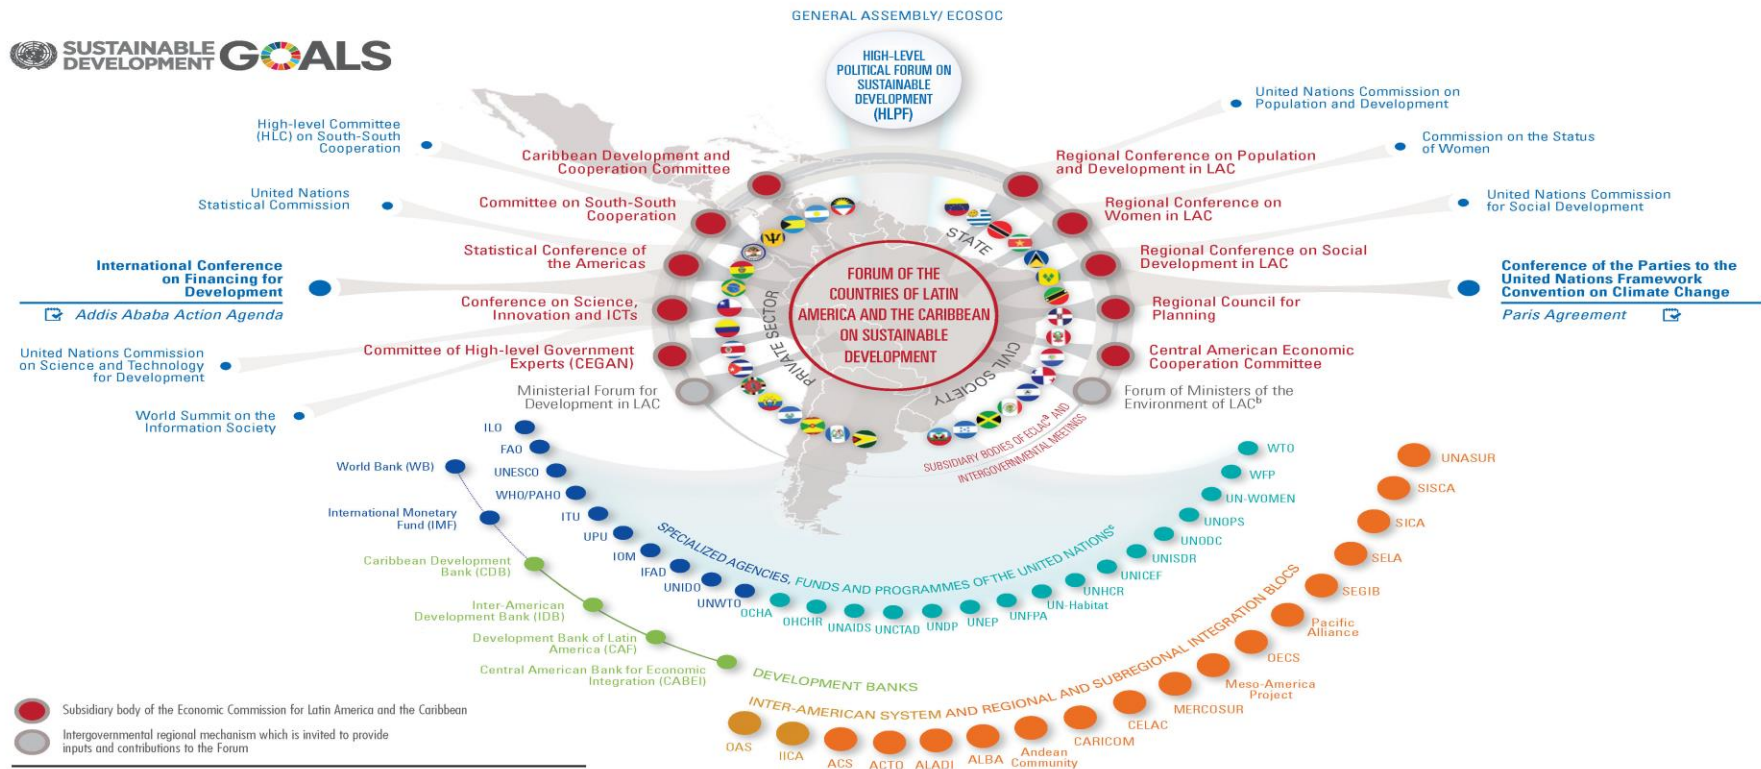 GENERAL ASSEMBLY/ ECOSOC
SUSTAINABLE
DEVELOPMENT
GOALS
HIGH-LEVEL
POLITICAL FORUM ON
SUSTAINABLE
DEVELOPMENT
(HLPF)
High-level Committee
(HLC) on South-South
Cooperation
United Nations
Statistical Commission
International Conference
on Financing for
Development
Addis Ababa Action Agenda
United Nations Commission
on Science and Technology
for Development
World Summit on the
Information Society
Caribbean Development and
Cooperation Committee
Committee on South-South
Cooperation
Statistical Conference of
the Americas
Conference on Science,
Innovation and ICTs
Committee of High-level Government
Experts (CEGAN)
Ministerial Forum for
Development in LAC
FORUM OF THE
COUNTRIES OF LATIN
AMERICA AND THE CARIBBEAN
ON SUSTAINABLE
DEVELOPMENT
STATE
PRIVATE SECTOR
CIVIL SOCIETY
Regional Conference on Population
and Development in LAC
Regional Conference on
Women in LAC
Regional Conference on Social
Development in LAC
Regional Council for
Planning
Central American Economic
Cooperation Committee
Forum of Ministers of the
Environment of LACb
SUBSIDIARY BODIES OF ECLACa AND
INTERGOVERNMENTAL MEETINGS
United Nations Commission on
Population and Development
Commission on the Status
of Women
United Nations Commission
for Social Development
Conference of the Parties to the
United Nations Framework
Convention on Climate Change
Paris Agreement
ILO
FAO
UNESCO
WHO/PAHO
ITU
UPU
IOM
IFAD
UNIDO
UNWTO
OCHA
OHCHR
UNAIDS
UNCTAD
UNDP
UNEP
UNFPA
UN-Habitat
UNHCR
UNICEF
UNISDR
UNODC
UNOPS
UN-WOMEN
WFP
WTO
SPECIALIZED AGENCIES, FUNDS AND PROGRAMMES OF THE UNITED NATIONSc
World Bank (WB)
International Monetary
Fund (IMF)
Caribbean Development
Bank (CDB)
Inter-American
Development Bank (IDB)
Development Bank of Latin
America (CAF)
Central American Bank for Economic
Integration (CABEI)
DEVELOPMENT BANKS
INTER-AMERICAN SYSTEM AND REGIONAL AND SUBREGIONAL INTEGRATION BLOCS
OAS
IICA
ACS
ACTO
ALADI
ALBA
Andean
Community
CARICOM
CELAC
MERCOSUR
Meso-America
Project
OECS
Pacific
Alliance
SEGIB
SELA
SICA
SISCA
UNASUR
Subsidiary body of the Economic Commission for Latin America and the Caribbean
Intergovernmental regional mechanism which is invited to provide
inputs and contributions to the Forum